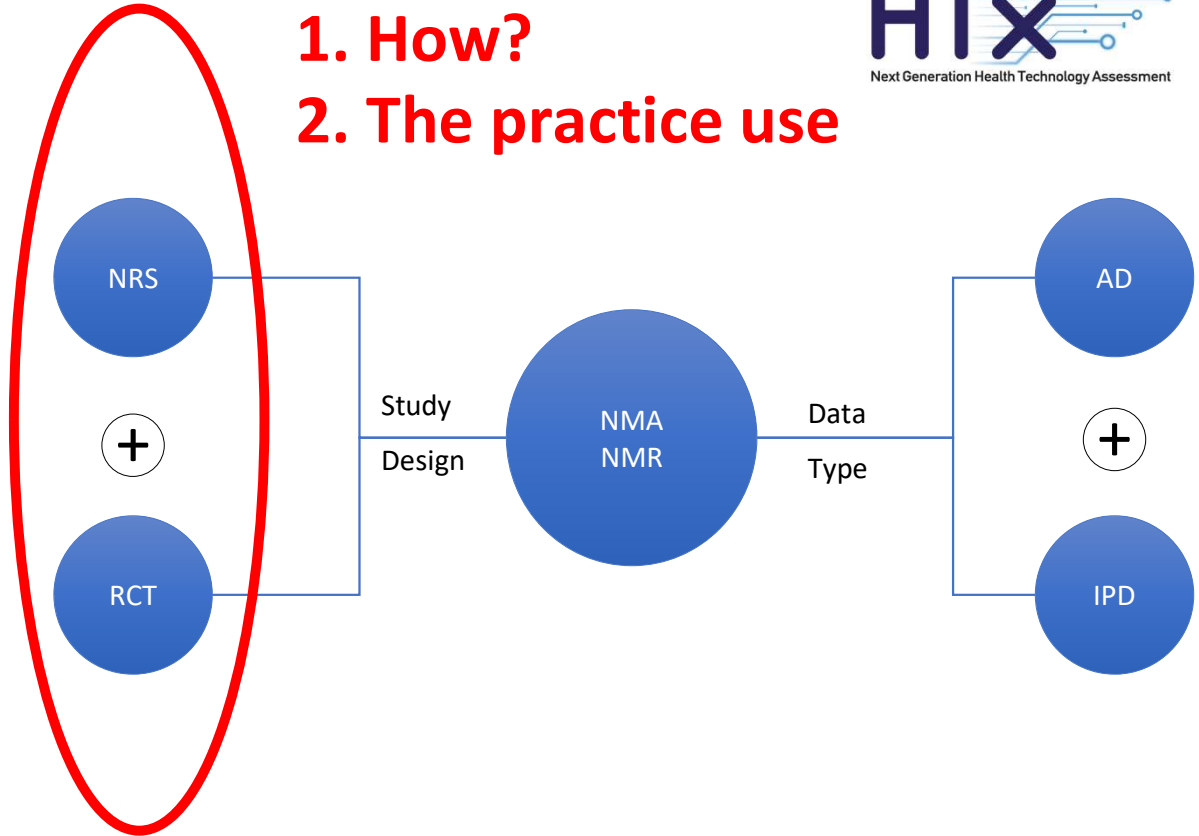 1. How?
2. The practice use
HTx
Next Generation Health Technology Assessment
NRS
+
RCT
Study
Design
NMA
NMR
Data
Type
AD
+
IPD